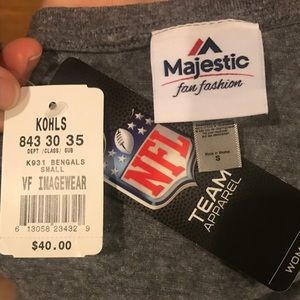 KOHLS
843 30 35
DEPT /CLASS/ SUB
K931 BENGALS
SMALL
VF IMAGEWEAR
6 13058 23432 9
$40.00
Majestic
fan fashion
S
NFL
TEAM
APPAREL
WOM